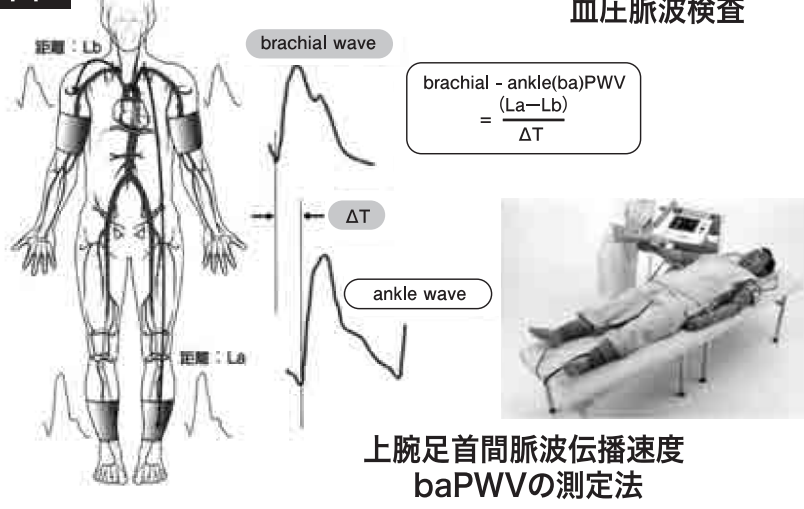 血圧脈波検査
距離：Lb
brachial wave
brachial - ankle(ba)PWV
= (La—Lb)
ΔT
ΔT
ankle wave
距離：La
上腕足首間脈波伝播速度
baPWVの測定法